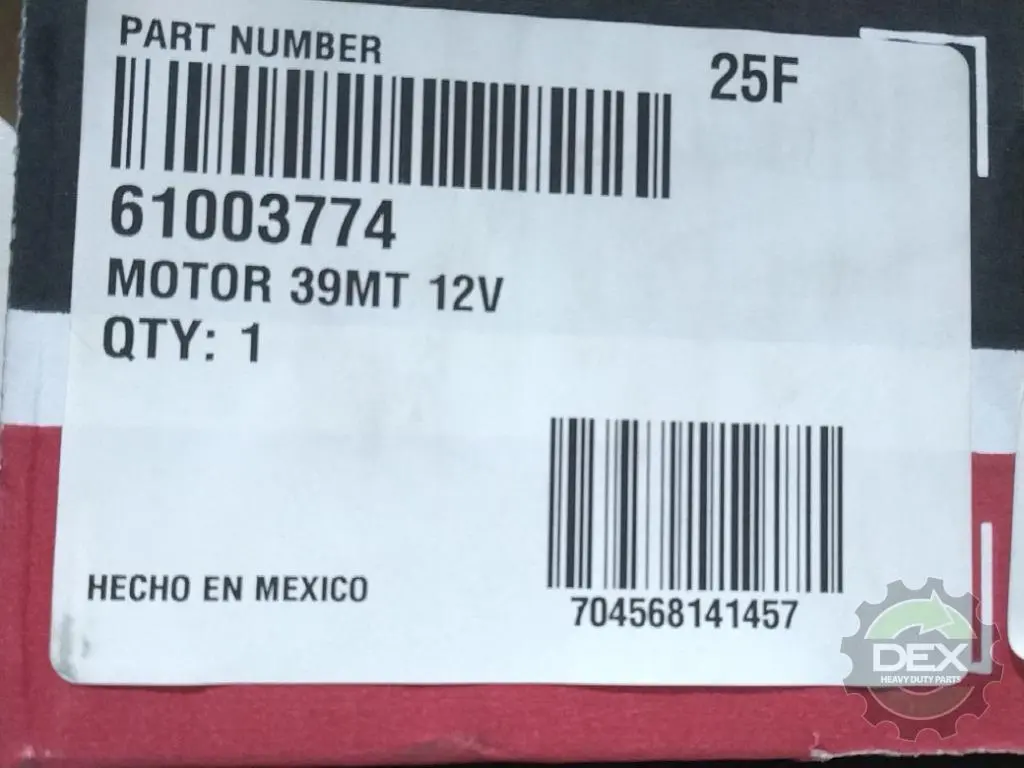 PART NUMBER
25F
61003774
MOTOR 39MT 12V
QTY: 1
HECHO EN MEXICO
704568141457
DEX
HEAVY DUTY PARTS